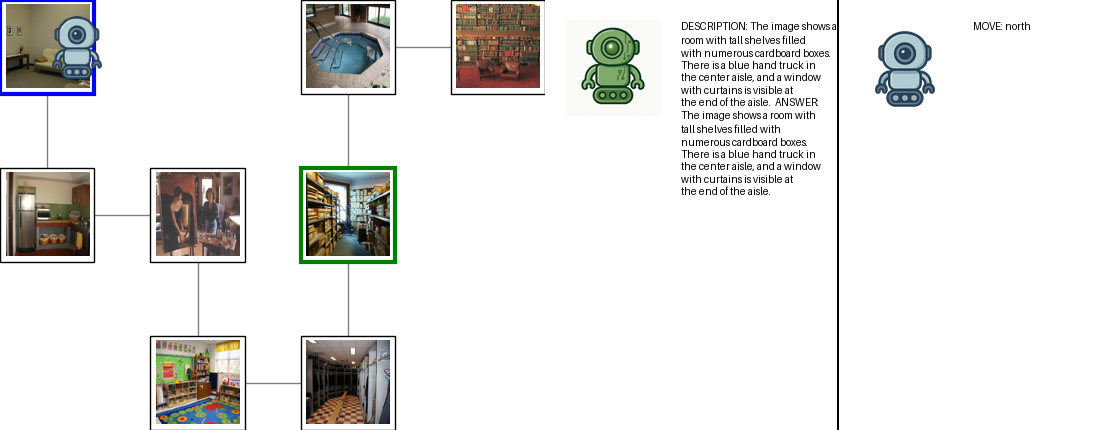 DESCRIPTION: The image shows a
room with tall shelves filled
with numerous cardboard boxes.
There is a blue hand truck in
the center aisle, and a window
with curtains is visible at
the end of the aisle.  ANSWER:
The image shows a room with
tall shelves filled with
numerous cardboard boxes.
There is a blue hand truck in
the center aisle, and a window
with curtains is visible at
the end of the aisle.
MOVE: north